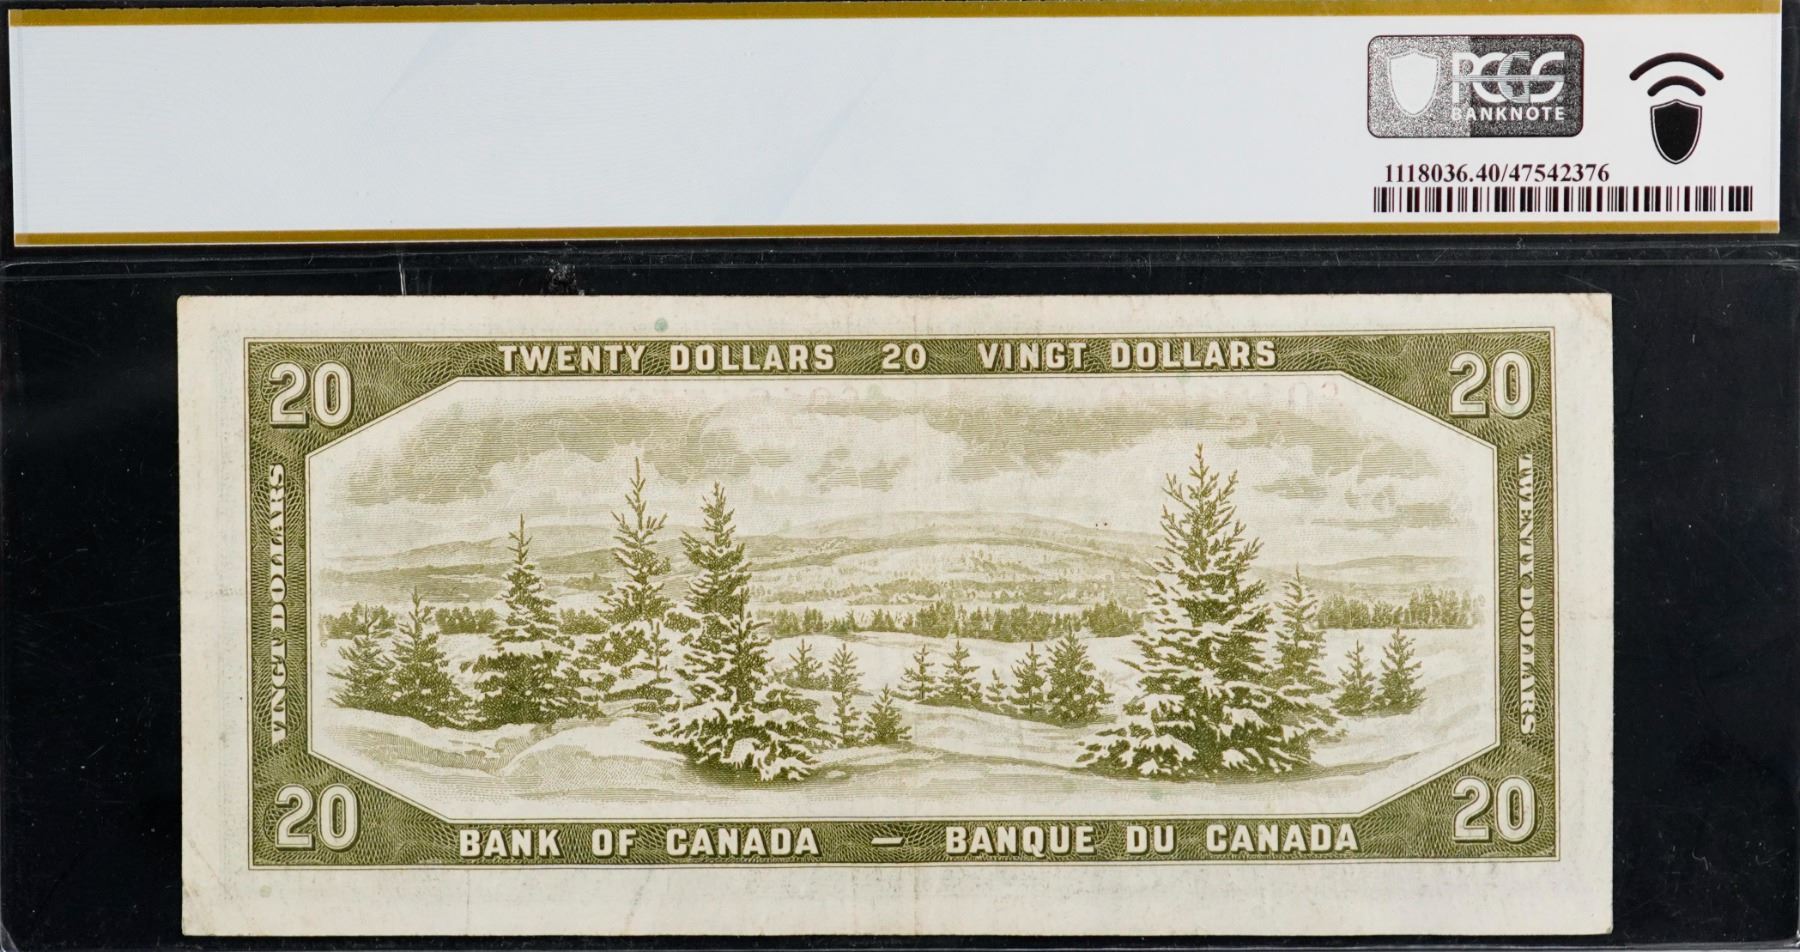 PCGS
BANKNOTE
1118036.40/47542376
TWENTY DOLLARS 20 VINGT DOLLARS
20
20
VINGT DOLLARS
TWENTY DOLLARS
20
20
BANK OF CANADA — BANQUE DU CANADA